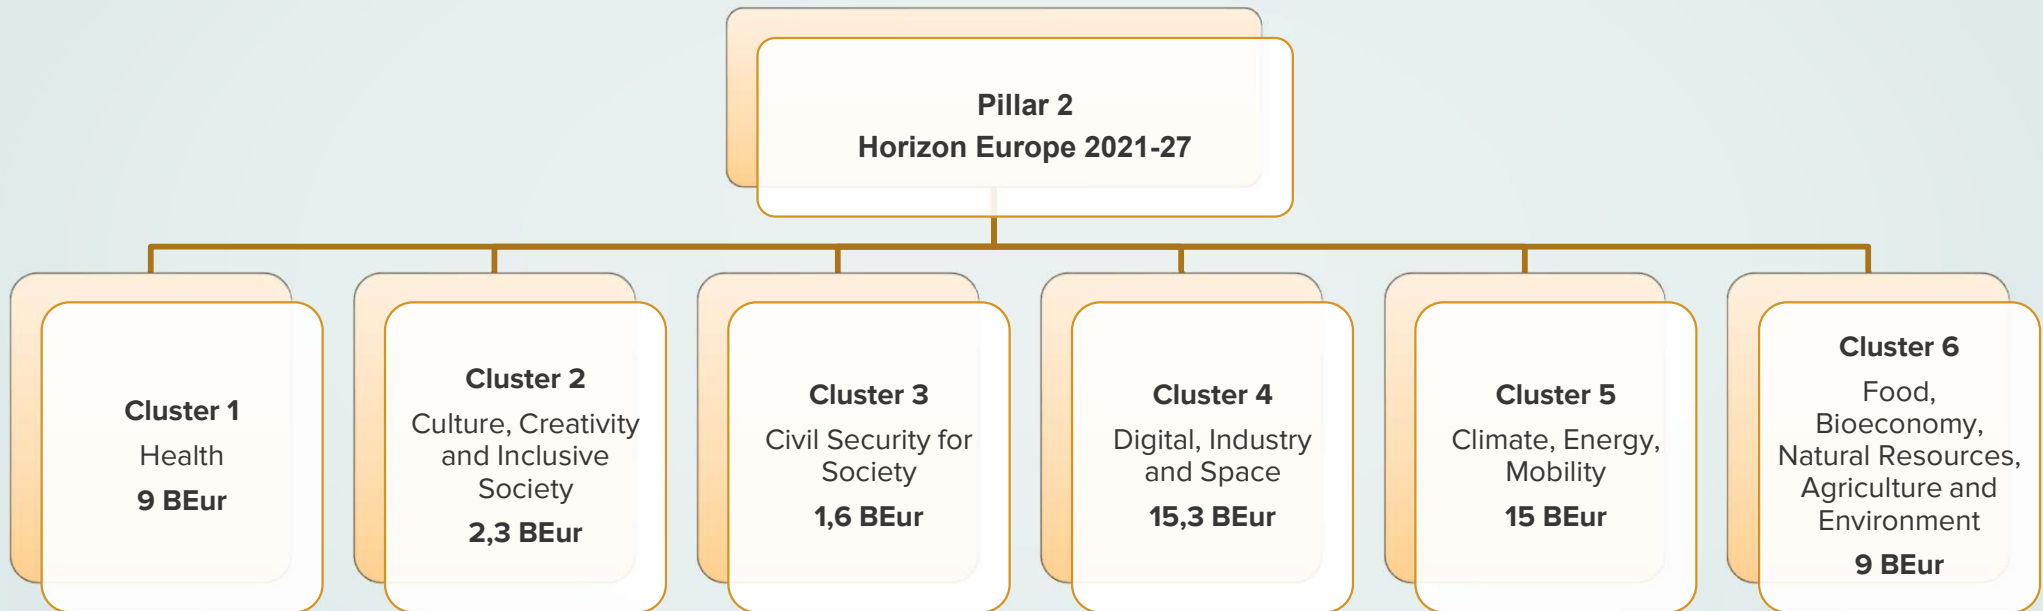 Pillar 2
Horizon Europe 2021-27
Cluster 1
Health
9 BEur
Cluster 2
Culture, Creativity
and Inclusive
Society
2,3 BEur
Cluster 3
Civil Security for
Society
1,6 BEur
Cluster 4
Digital, Industry
and Space
15,3 BEur
Cluster 5
Climate, Energy,
Mobility
15 BEur
Cluster 6
Food,
Bioeconomy,
Natural Resources,
Agriculture and
Environment
9 BEur